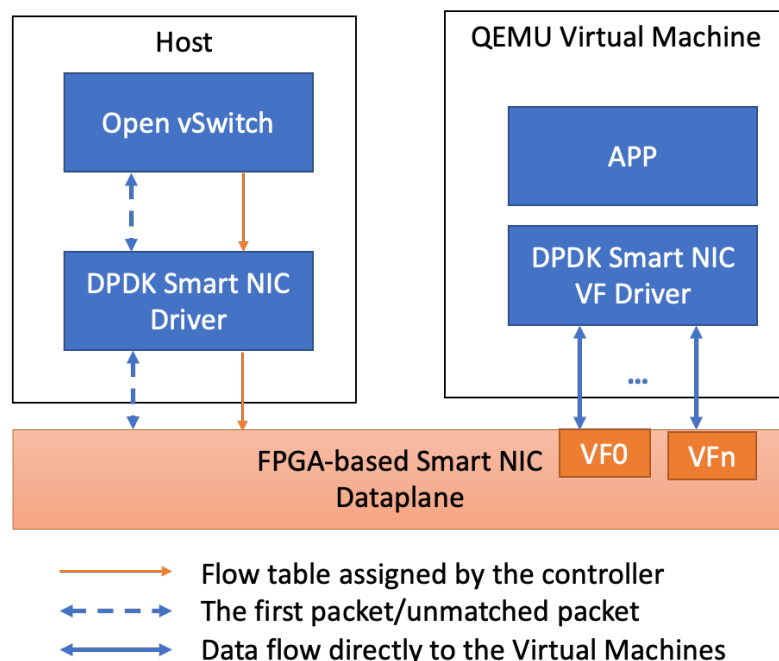 Host
Open vSwitch
DPDK Smart NIC
Driver
QEMU Virtual Machine
APP
DPDK Smart NIC
VF Driver
...
FPGA-based Smart NIC
Dataplane
VF0
VFn
Flow table assigned by the controller
The first packet/unmatched packet
Data flow directly to the Virtual Machines